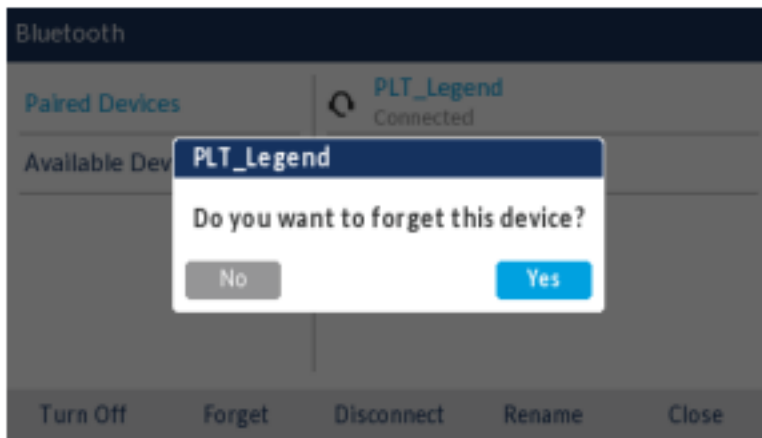 Bluetooth
Paired Devices
PLT_Legend
Connected
Available Dev
PLT_Legend
Do you want to forget this device?
No Yes
Turn Off Forget Disconnect Rename Close